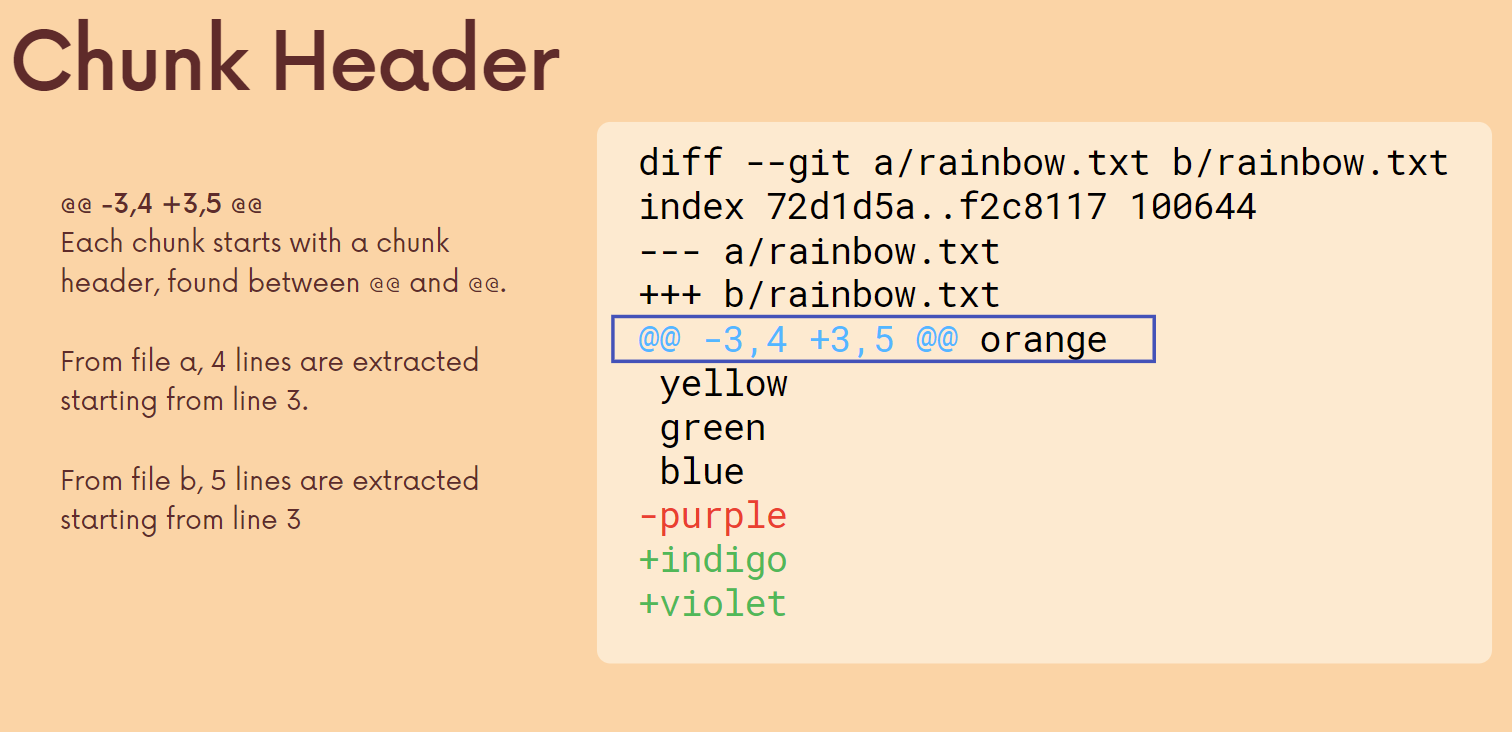 Chunk Header
@@ -3,4 +3,5 @@
Each chunk starts with a chunk
header, found between @@ and @@.
From file a, 4 lines are extracted
starting from line 3.
From file b, 5 lines are extracted
starting from line 3
diff --git a/rainbow.txt b/rainbow.txt
index 72d1d5a..f2c8117 100644
--- a/rainbow.txt
+++ b/rainbow.txt
@@ -3,4 +3,5 @@ orange
 yellow
 green
 blue
-purple
+indigo
+violet